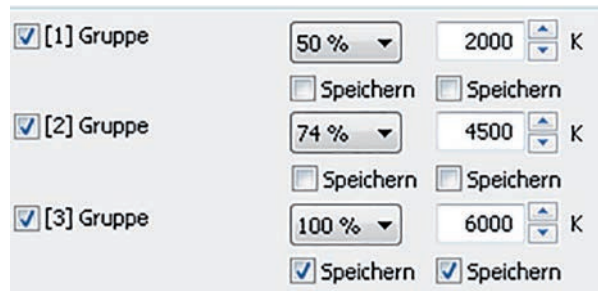 [1] Gruppe 50 % 2000 K
Speichern Speichern
[2] Gruppe 74 % 4500 K
Speichern Speichern
[3] Gruppe 100 % 6000 K
Speichern Speichern